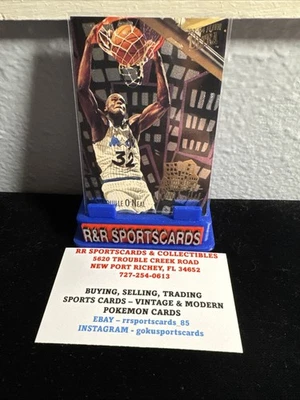 32
ILLE O'NEAL
R&R SPORTSCARDS
RR SPORTSCARDS & COLLECTIBLES
5620 TROUBLE CREEK ROAD
NEW PORT RICHEY, FL 34652
727-254-0613
BUYING, SELLING, TRADING
SPORTS CARDS – VINTAGE & MODERN
POKEMON CARDS
EBAY – rrsportscards_85
INSTAGRAM - gokusportscards